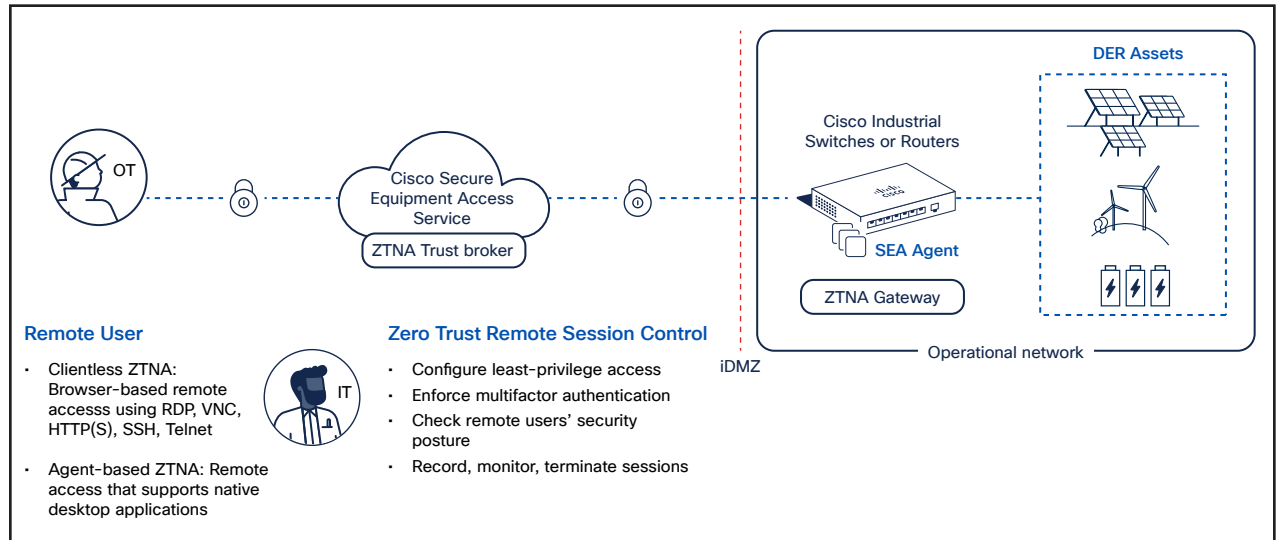 OT
Cisco Secure
Equipment Access
Service
ZTNA Trust broker
Cisco Industrial
Switches or Routers
CISCO
SEA Agent
ZTNA Gateway
DER Assets
Operational network
iDMZ
Remote User
· Clientless ZTNA:
Browser-based remote
accesss using RDP, VNC,
HTTP(S), SSH, Telnet
· Agent-based ZTNA: Remote
access that supports native
desktop applications
IT
Zero Trust Remote Session Control
· Configure least-privilege access
· Enforce multifactor authentication
· Check remote users’ security
posture
· Record, monitor, terminate sessions